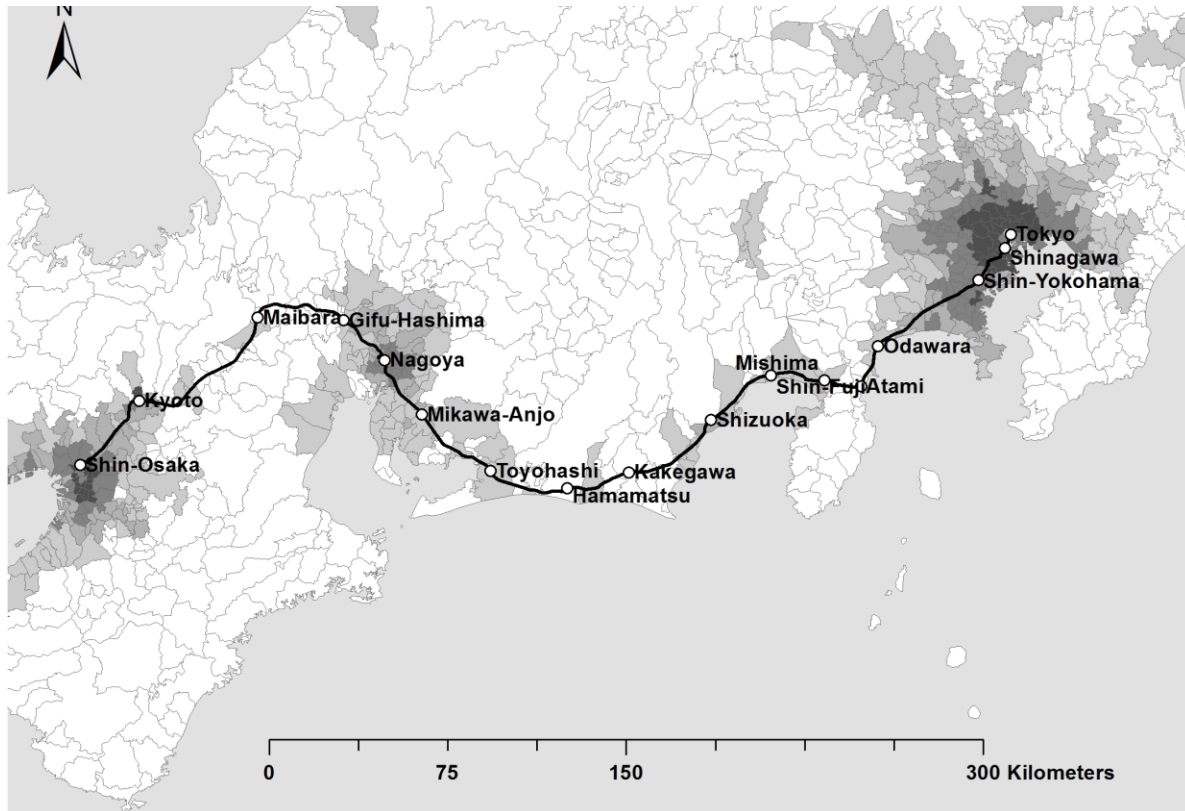 N
Tokyo
Shinagawa
Shin-Yokohama
Maibara
Gifu-Hashima
Odawara
Nagoya
Mishima
Shin-Fuji
Atami
Kyoto
Mikawa-Anjo
Shizuoka
Shin-Osaka
Toyohashi
Kakegawa
Hamamatsu
0 75 150 300 Kilometers